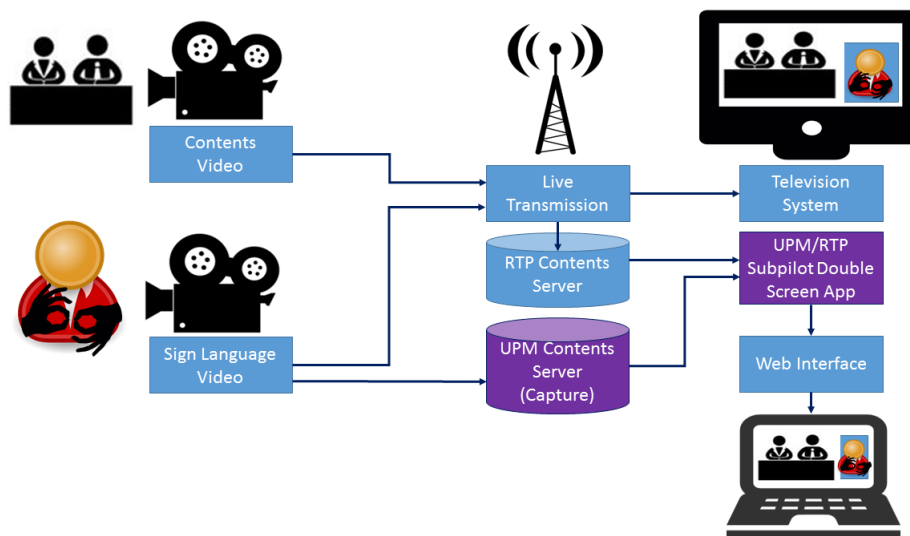 Contents
Video
Live
Transmission
Television
System
RTP Contents
Server
UPM/RTP
Subpilot Double
Screen App
Sign Language
Video
UPM Contents
Server
(Capture)
Web Interface